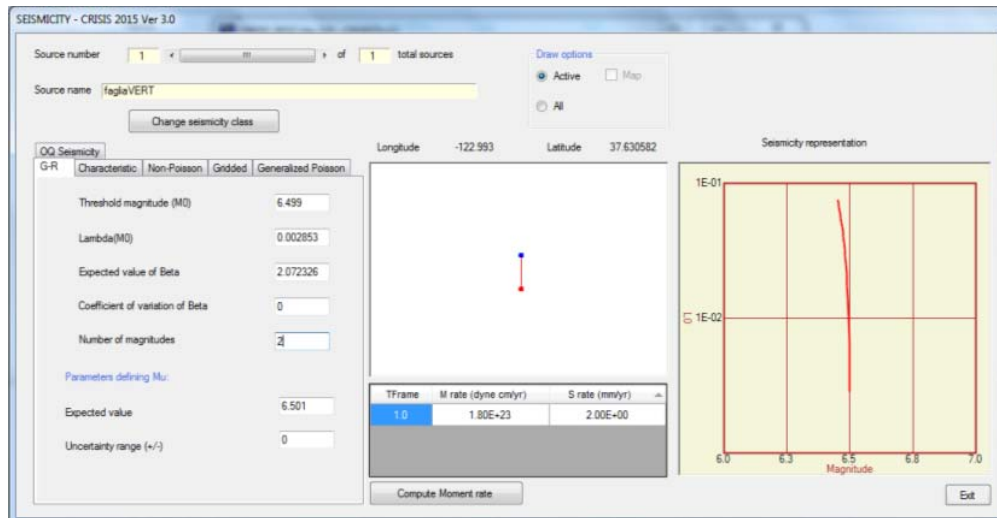 SEISMICITY - CRISIS 2015 Ver 3.0
Source number 1 of 1 total sources
Draw options
Active Map
All
Source name fagliaVERT
Change seismicity class
Longitude -122.993 Latitude 37.630582
Seismicity representation
OQ Seismicity
G-R Characteristic Non-Poisson Gridded Generalized Poisson
Threshold magnitude (M0) 6.499
Lambda(M0) 0.002853
Expected value of Beta 2.072326
Coefficient of variation of Beta 0
Number of magnitudes 2
Parameters defining Mu:
Expected value 6.501
Uncertainty range (+/-) 0
TFrame M rate (dyne cm/yr) S rate (mm/yr)
1.0 1.80E+23 2.00E+00
Compute Moment rate
1E-01
1E-02
6.0 6.3 6.5 6.8 7.0
Magnitude
Exit